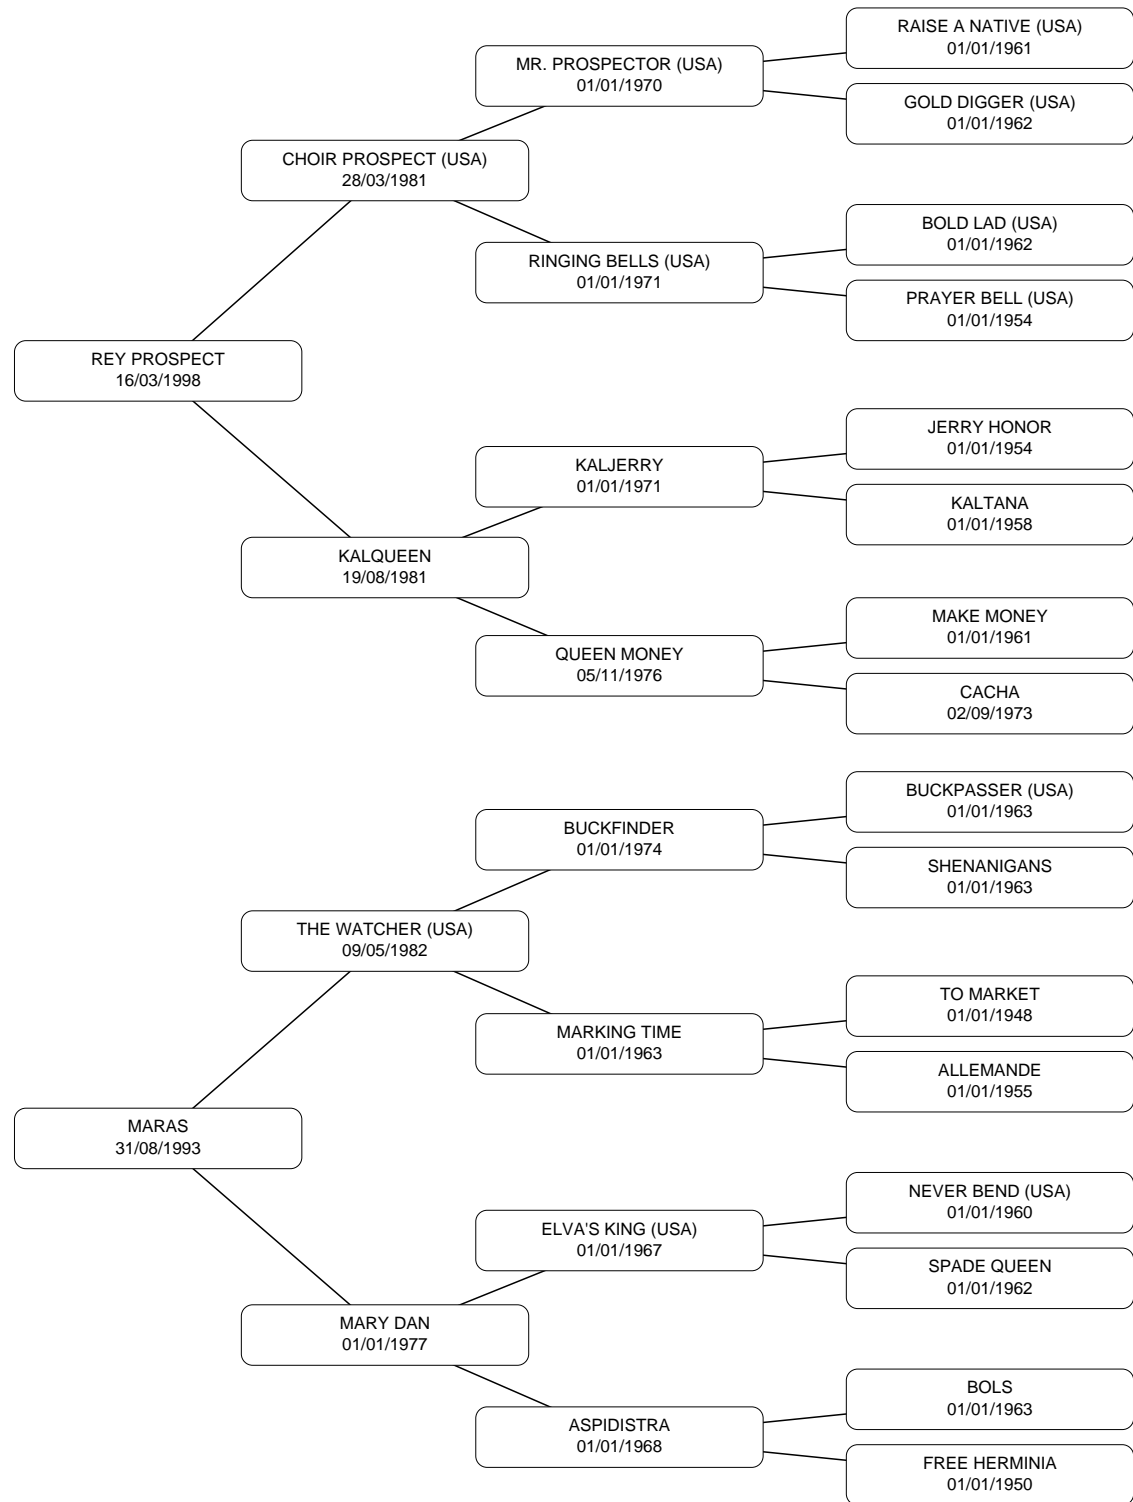 RAISE A NATIVE (USA)
01/01/1961
MR. PROSPECTOR (USA)
01/01/1970
GOLD DIGGER (USA)
01/01/1962
CHOIR PROSPECT (USA)
28/03/1981
BOLD LAD (USA)
01/01/1962
RINGING BELLS (USA)
01/01/1971
PRAYER BELL (USA)
01/01/1954
REY PROSPECT
16/03/1998
JERRY HONOR
01/01/1954
KALJERRY
01/01/1971
KALTANA
01/01/1958
KALQUEEN
19/08/1981
MAKE MONEY
01/01/1961
QUEEN MONEY
05/11/1976
CACHA
02/09/1973
BUCKPASSER (USA)
01/01/1963
BUCKFINDER
01/01/1974
SHENANIGANS
01/01/1963
THE WATCHER (USA)
09/05/1982
TO MARKET
01/01/1948
MARKING TIME
01/01/1963
ALLEMANDE
01/01/1955
MARAS
31/08/1993
NEVER BEND (USA)
01/01/1960
ELVA'S KING (USA)
01/01/1967
SPADE QUEEN
01/01/1962
MARY DAN
01/01/1977
BOLS
01/01/1963
ASPIDISTRA
01/01/1968
FREE HERMINIA
01/01/1950